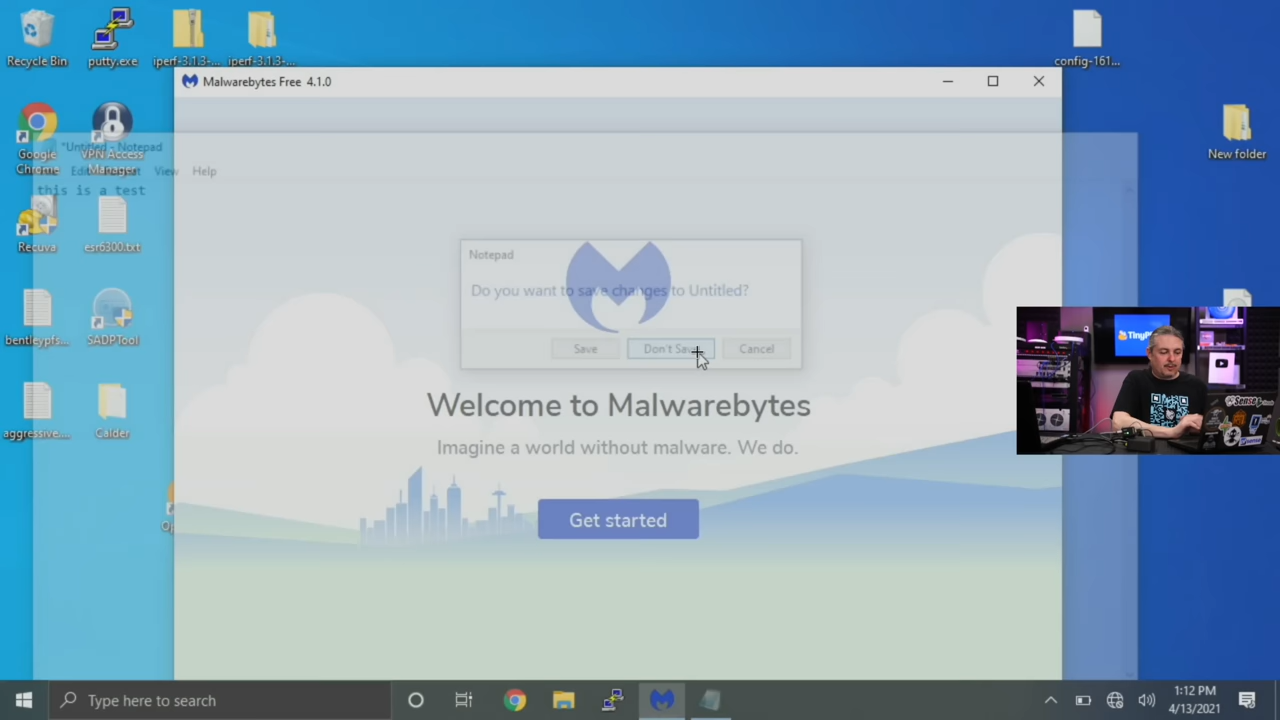 Recycle Bin
putty.exe
iperf-3.1.3-...
iperf-3.1.3-...
config-161...
Malwarebytes Free 4.1.0
Google Chrome
VPN Access Manager
New folder
*Untitled - Notepad
Edit
View
Help
this is a test
Recuva
esr6300.txt
Notepad
Do you want to save changes to Untitled?
Save
Don't Save
Cancel
bentleypfs...
SADPTool
Welcome to Malwarebytes
Imagine a world without malware. We do.
Get started
aggressive....
Calder
Type here to search
1:12 PM
4/13/2021